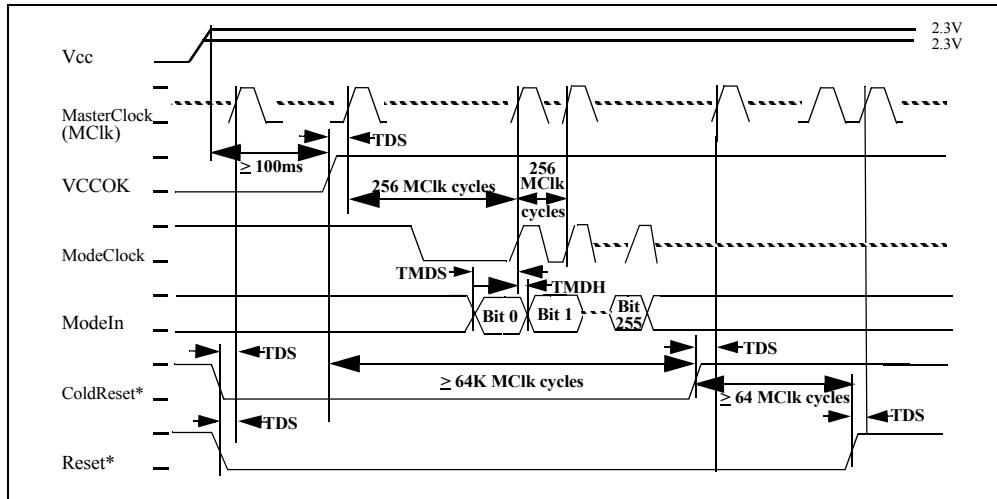 2.3V
2.3V
Vcc
MasterClock
(MClk)
TDS
≥ 100ms
VCCOK
256 MClk cycles
256
MClk
cycles
ModeClock
TMDS
TMDH
ModeIn
Bit 0
Bit 1
Bit
255
TDS
TDS
ColdReset*
≥ 64K MClk cycles
≥ 64 MClk cycles
TDS
TDS
Reset*